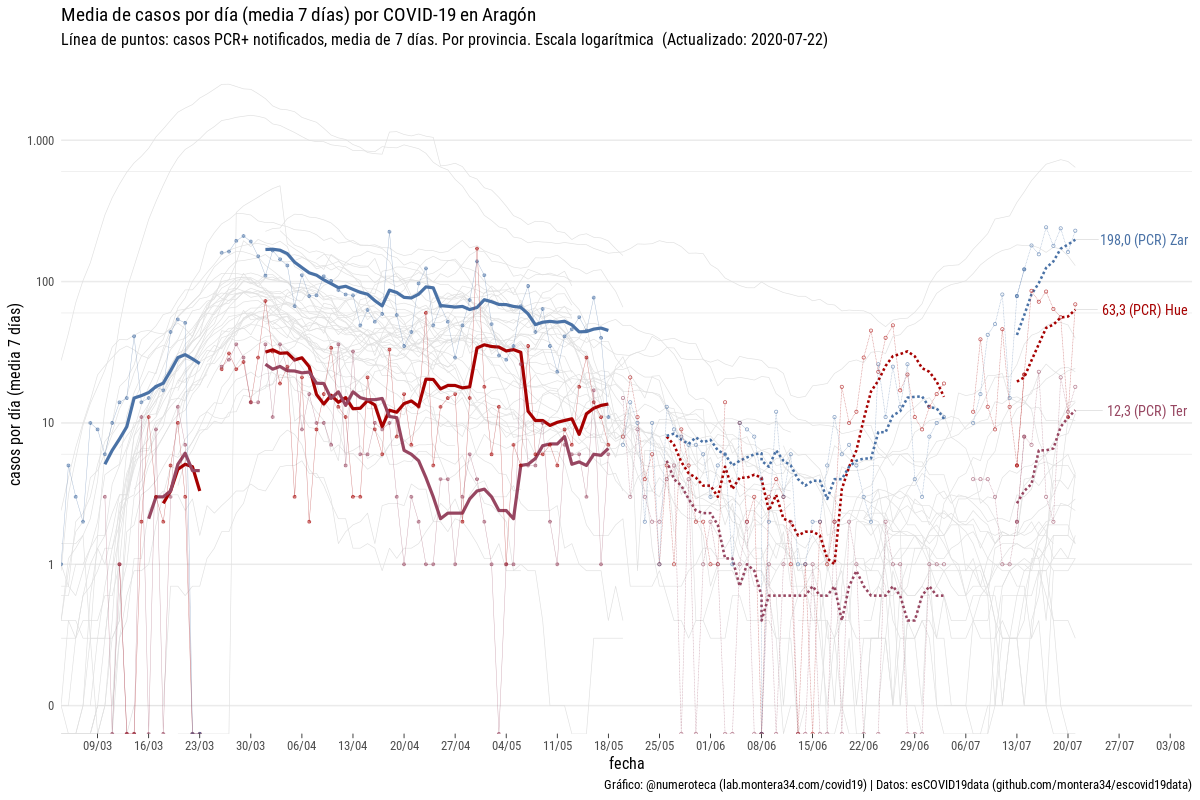 Media de casos por día (media 7 días) por COVID-19 en Aragón
Línea de puntos: casos PCR+ notificados, media de 7 días. Por provincia. Escala logarítmica  (Actualizado: 2020-07-22)
casos por día (media 7 días)
1.000
100
10
1
0
198,0 (PCR) Zar
63,3 (PCR) Hue
12,3 (PCR) Ter
09/03 16/03 23/03 30/03 06/04 13/04 20/04 27/04 04/05 11/05 18/05 25/05 01/06 08/06 15/06 22/06 29/06 06/07 13/07 20/07 27/07 03/08
fecha
Gráfico: @numeroteca (lab.montera34.com/covid19) | Datos: esCOVID19data (github.com/montera34/escovid19data)